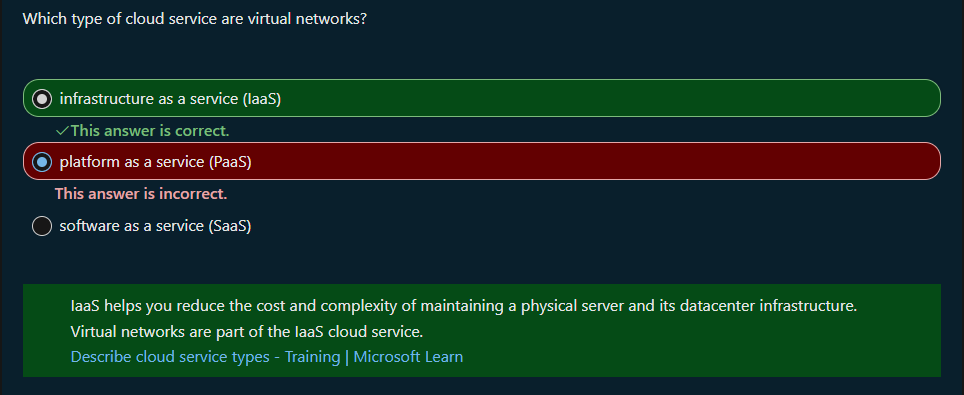 Which type of cloud service are virtual networks?
infrastructure as a service (IaaS)
✓This answer is correct.
platform as a service (PaaS)
This answer is incorrect.
software as a service (SaaS)
IaaS helps you reduce the cost and complexity of maintaining a physical server and its datacenter infrastructure.
Virtual networks are part of the IaaS cloud service.
Describe cloud service types - Training | Microsoft Learn